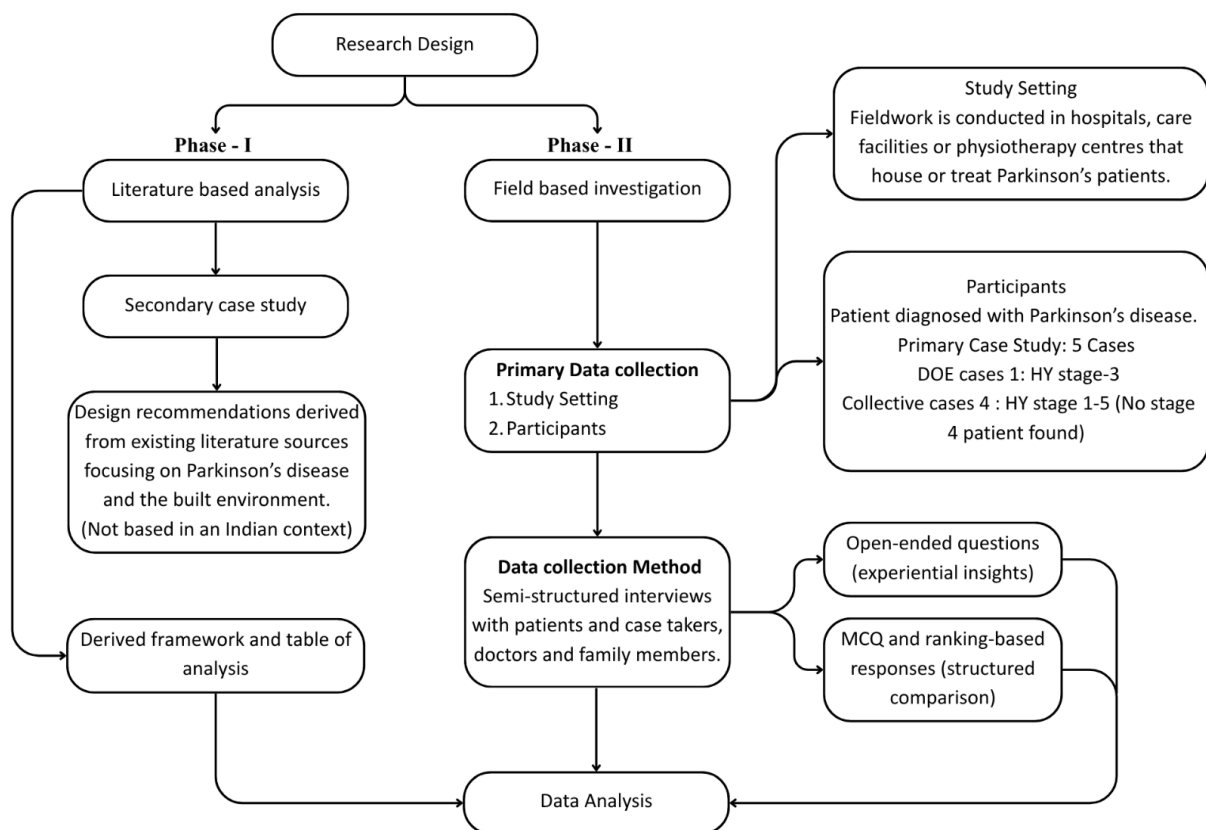 Research Design
Phase - I
Literature based analysis
Secondary case study
Design recommendations derived
from existing literature sources
focusing on Parkinson’s disease
and the built environment.
(Not based in an Indian context)
Derived framework and table of
analysis
Phase - II
Field based investigation
Primary Data collection
1. Study Setting
2. Participants
Study Setting
Fieldwork is conducted in hospitals, care
facilities or physiotherapy centres that
house or treat Parkinson’s patients.
Participants
Patient diagnosed with Parkinson’s disease.
Primary Case Study: 5 Cases
DOE cases 1: HY stage-3
Collective cases 4 : HY stage 1-5 (No stage
4 patient found)
Data collection Method
Semi-structured interviews
with patients and case takers,
doctors and family members.
Open-ended questions
(experiential insights)
MCQ and ranking-based
responses (structured
comparison)
Data Analysis